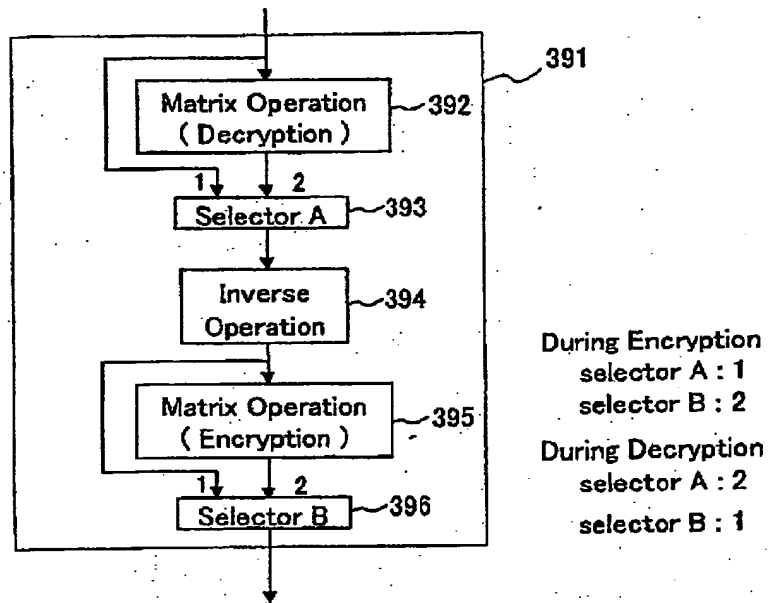 391
Matrix Operation
( Decryption )
392
1 2
Selector A
393
Inverse
Operation
394
Matrix Operation
( Encryption )
395
1 2
Selector B
396
During Encryption
selector A : 1
selector B : 2
During Decryption
selector A : 2
selector B : 1